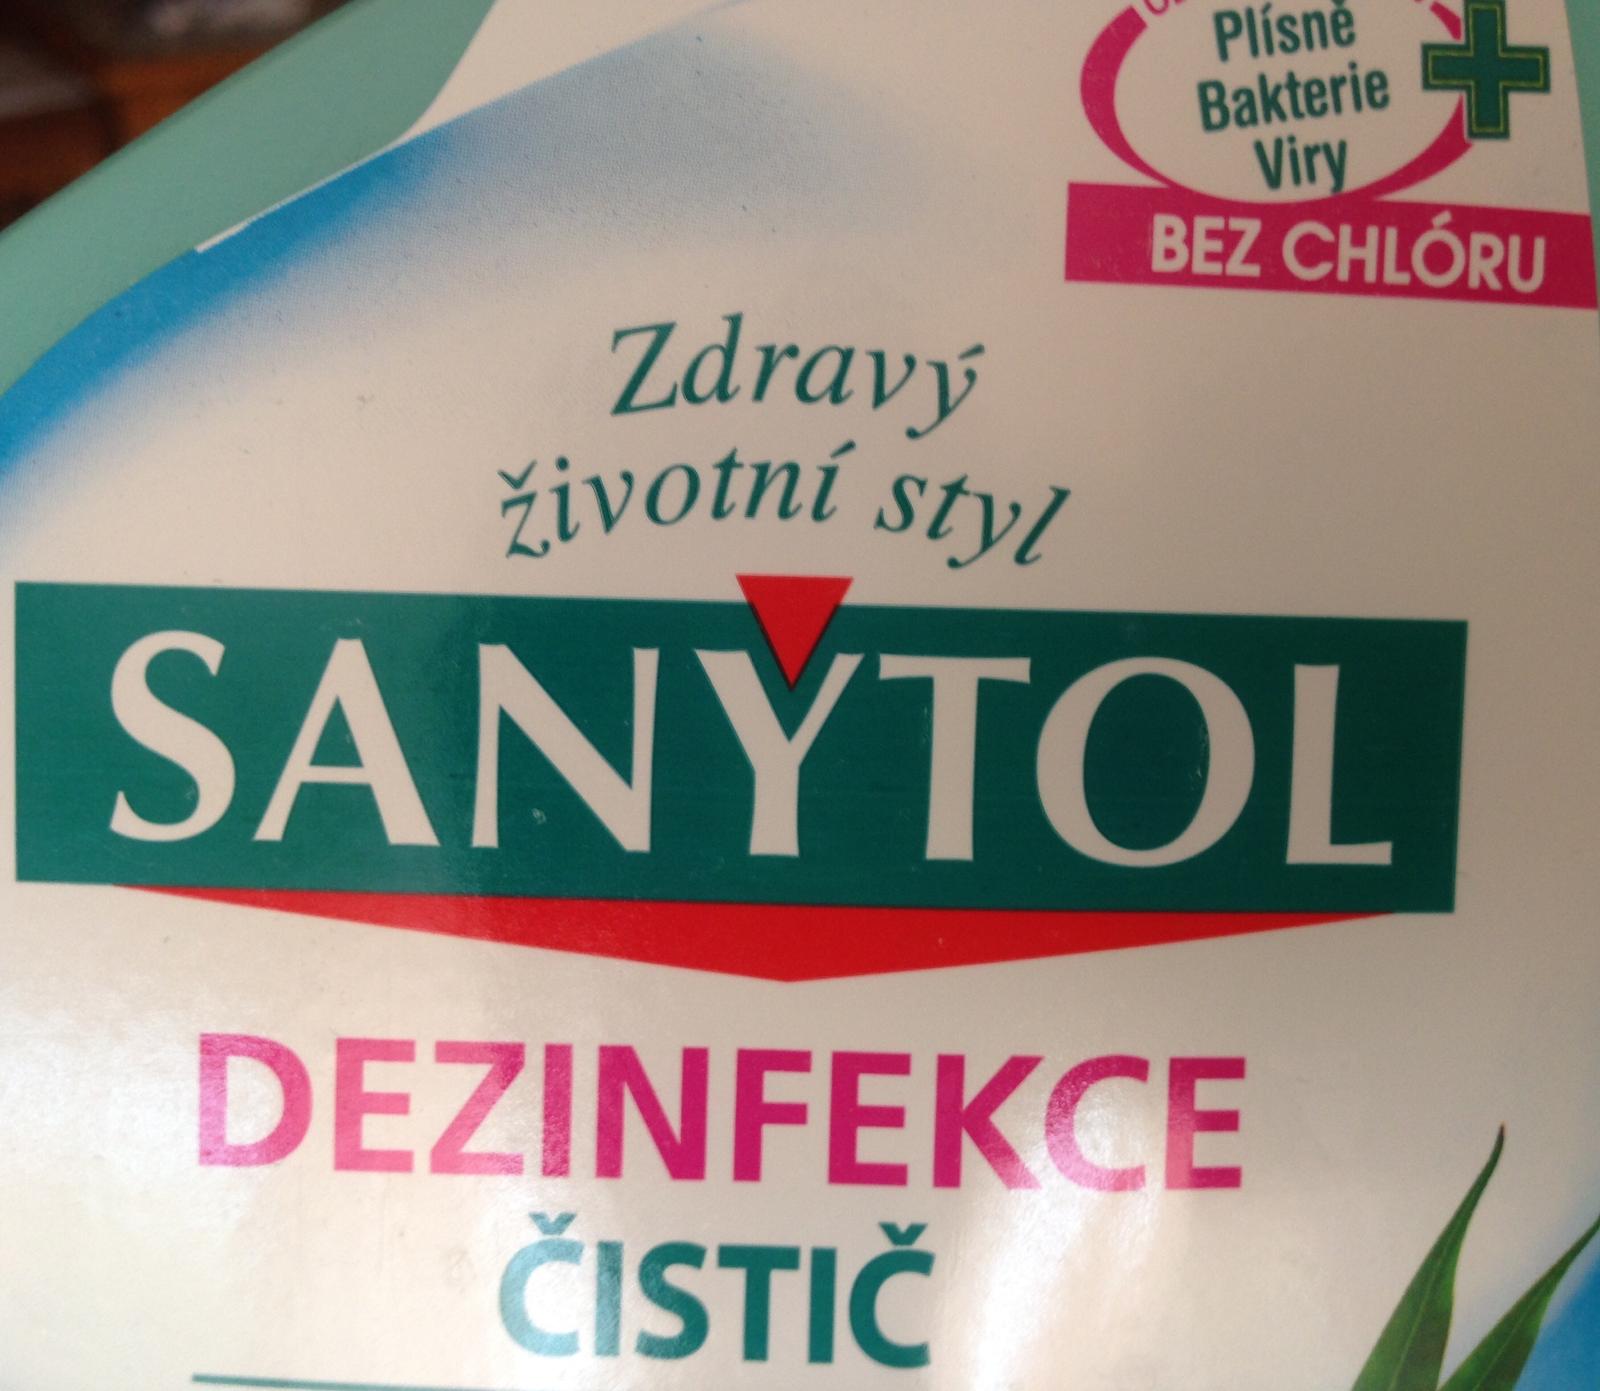 Plísně
Bakterie
Viry
BEZ CHLÓRU
Zdravý
životní styl
SANYTOL
DEZINFEKCE
ČISTIČ